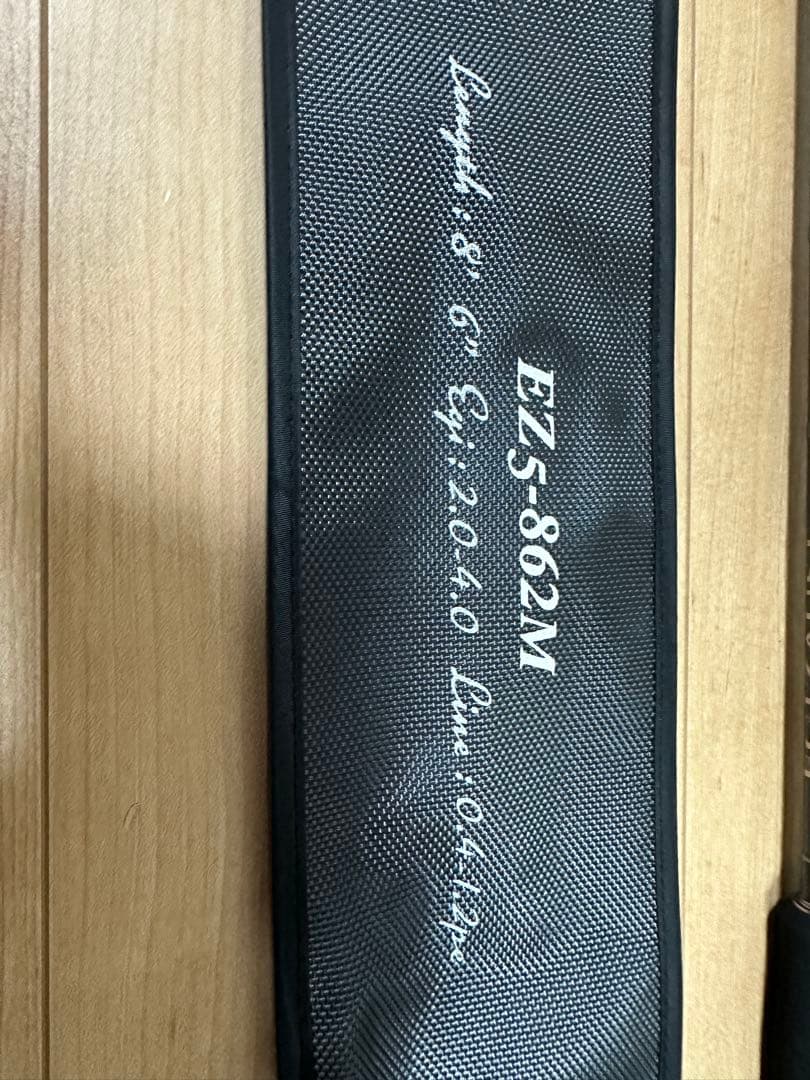 EZ5-862M
Length : 8' 6" Egi : 2.0-4.0 Line : 0.4-1.2pe